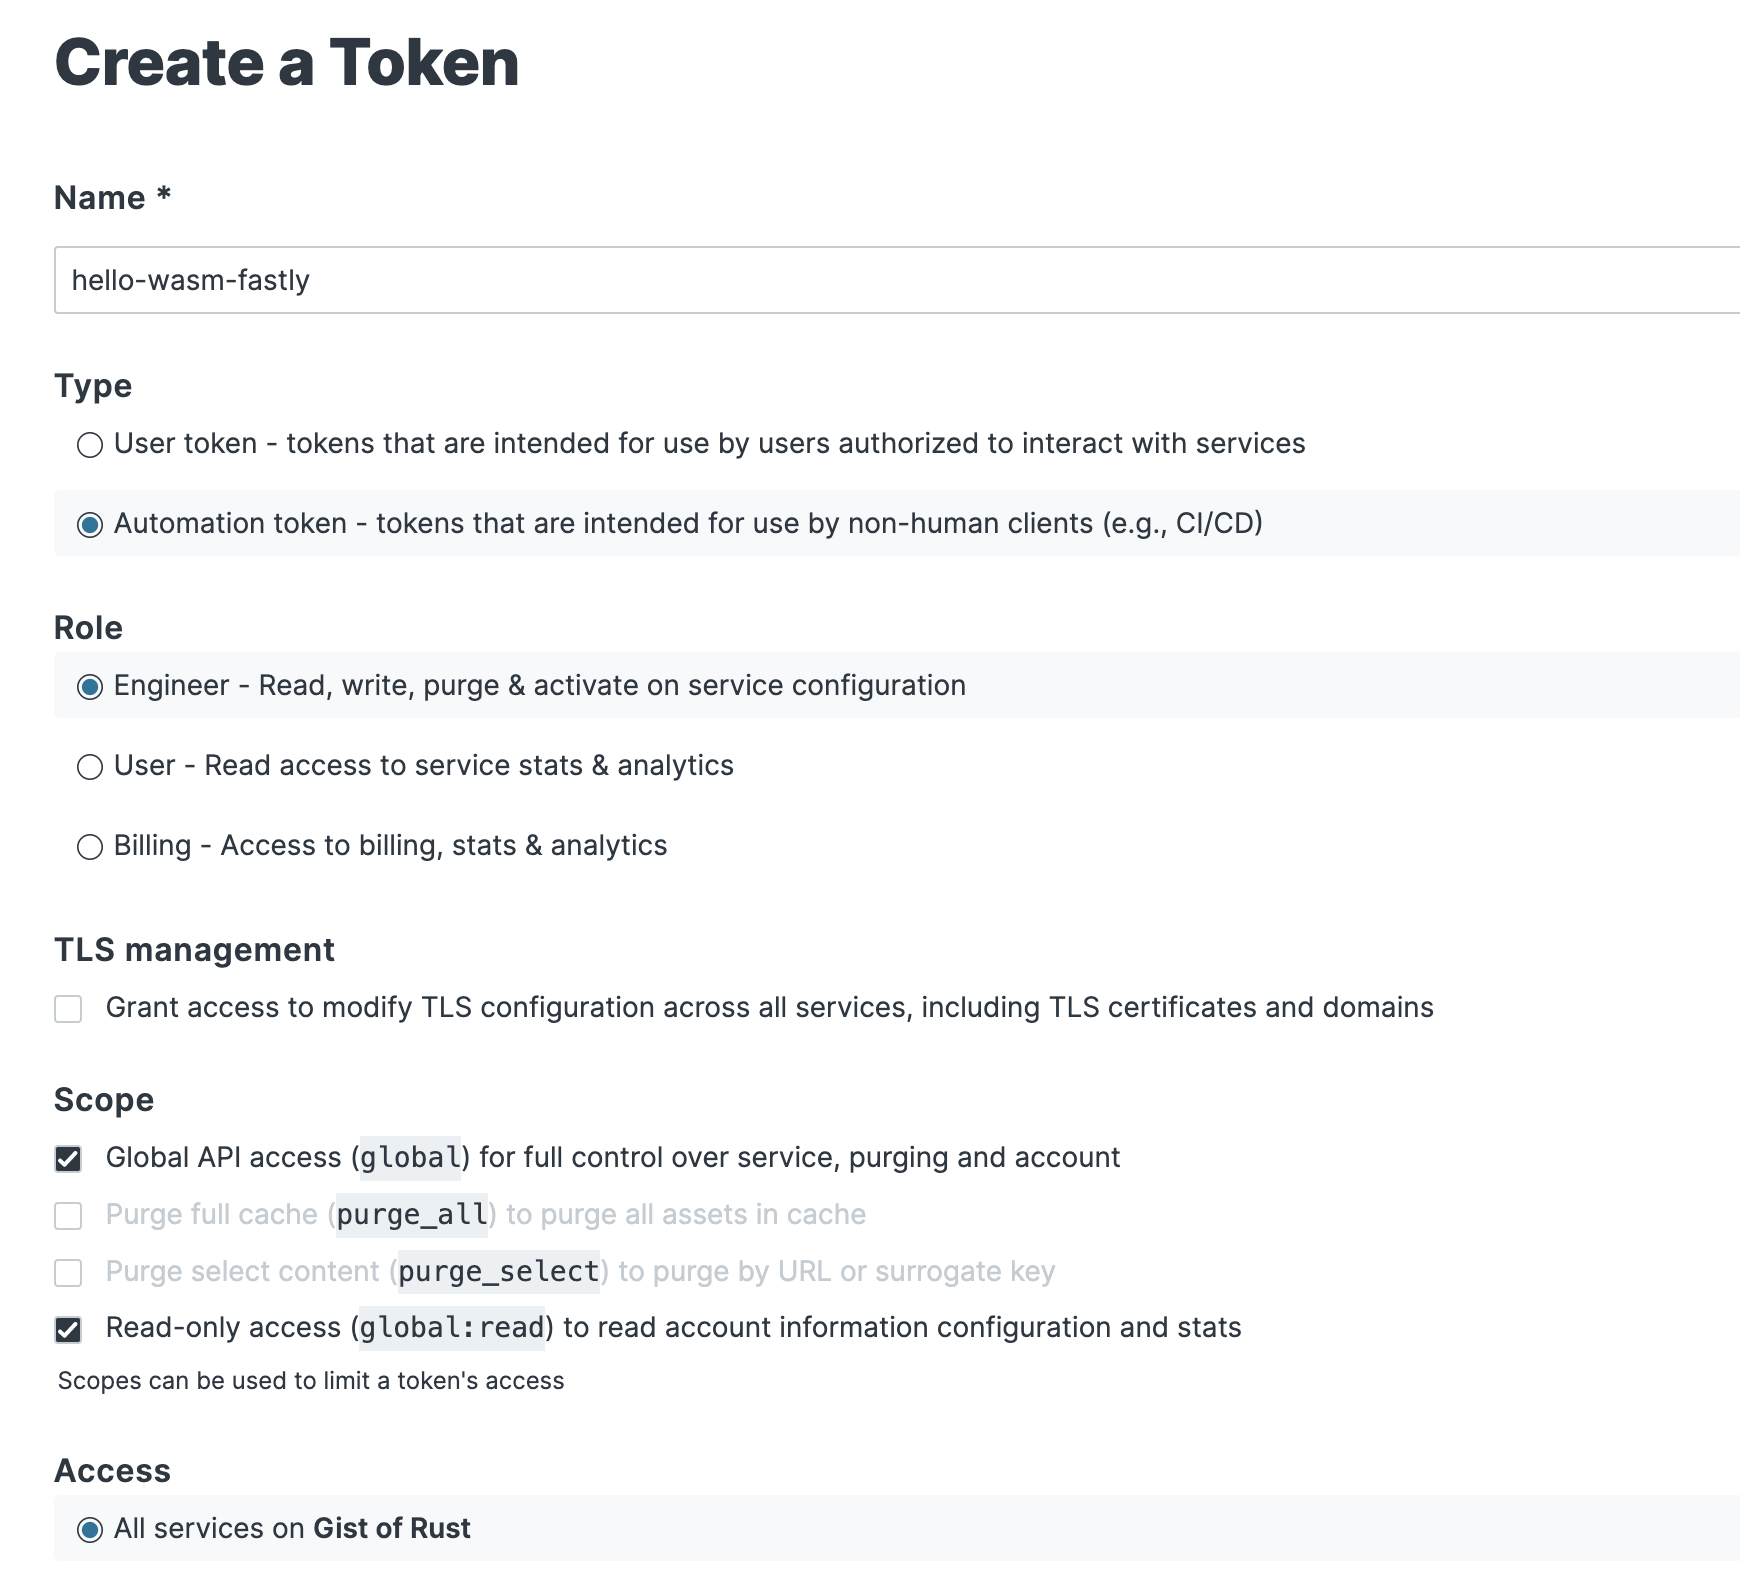 Create a Token
Name *
hello-wasm-fastly
Type
User token - tokens that are intended for use by users authorized to interact with services
Automation token - tokens that are intended for use by non-human clients (e.g., CI/CD)
Role
Engineer - Read, write, purge & activate on service configuration
User - Read access to service stats & analytics
Billing - Access to billing, stats & analytics
TLS management
Grant access to modify TLS configuration across all services, including TLS certificates and domains
Scope
Global API access (global) for full control over service, purging and account
Purge full cache (purge_all) to purge all assets in cache
Purge select content (purge_select) to purge by URL or surrogate key
Read-only access (global:read) to read account information configuration and stats
Scopes can be used to limit a token's access
Access
All services on Gist of Rust